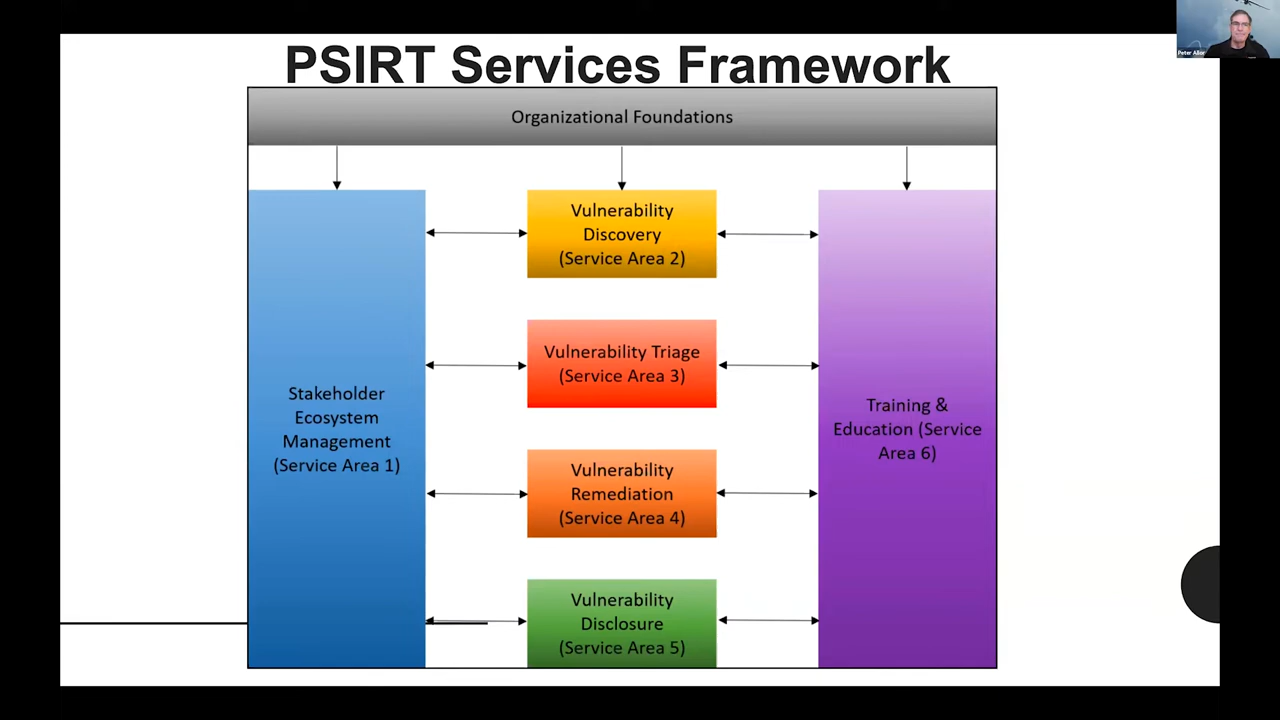 PSIRT Services Framework
Peter Allor
Organizational Foundations
Vulnerability
Discovery
(Service Area 2)
Vulnerability Triage
(Service Area 3)
Stakeholder
Ecosystem
Management
(Service Area 1)
Training &
Education (Service
Area 6)
Vulnerability
Remediation
(Service Area 4)
Vulnerability
Disclosure
(Service Area 5)